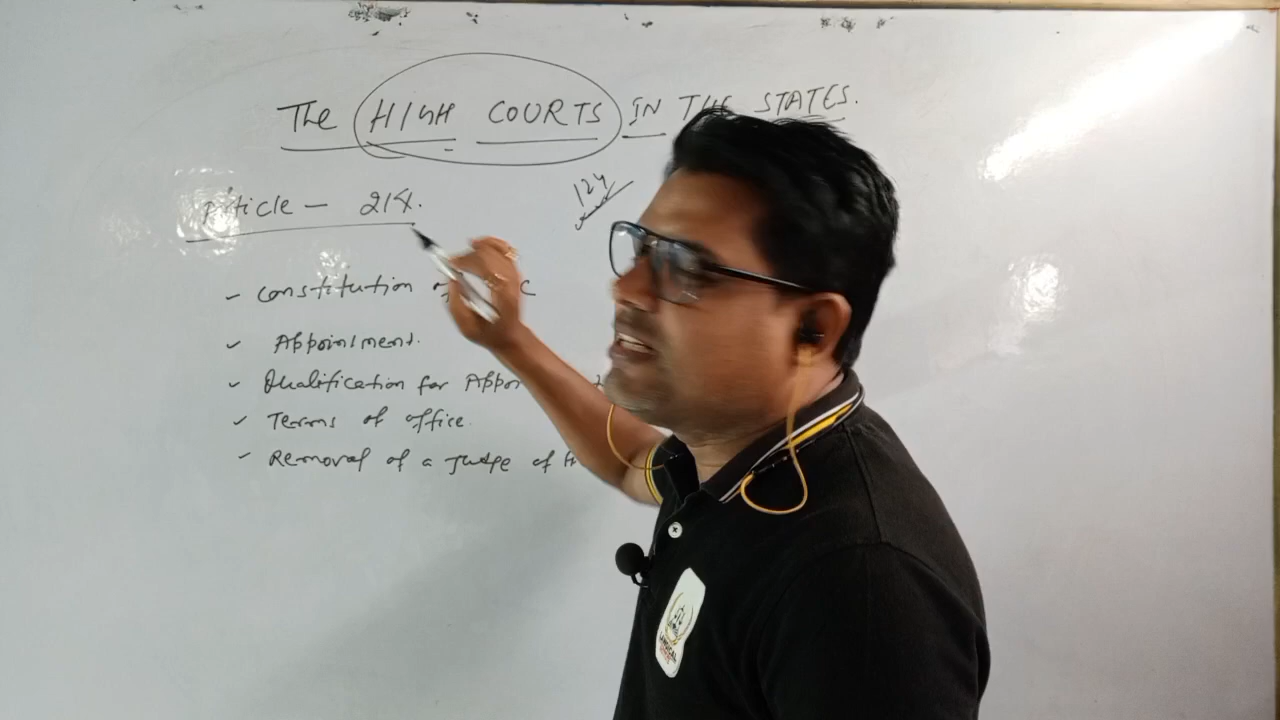 The HIGH COURTS IN THE STATES.
Article - 214.
124
- Constitution of C
- Appointment.
- Qualification for Appoi
- Terms of office.
- Removal of a Judge of H